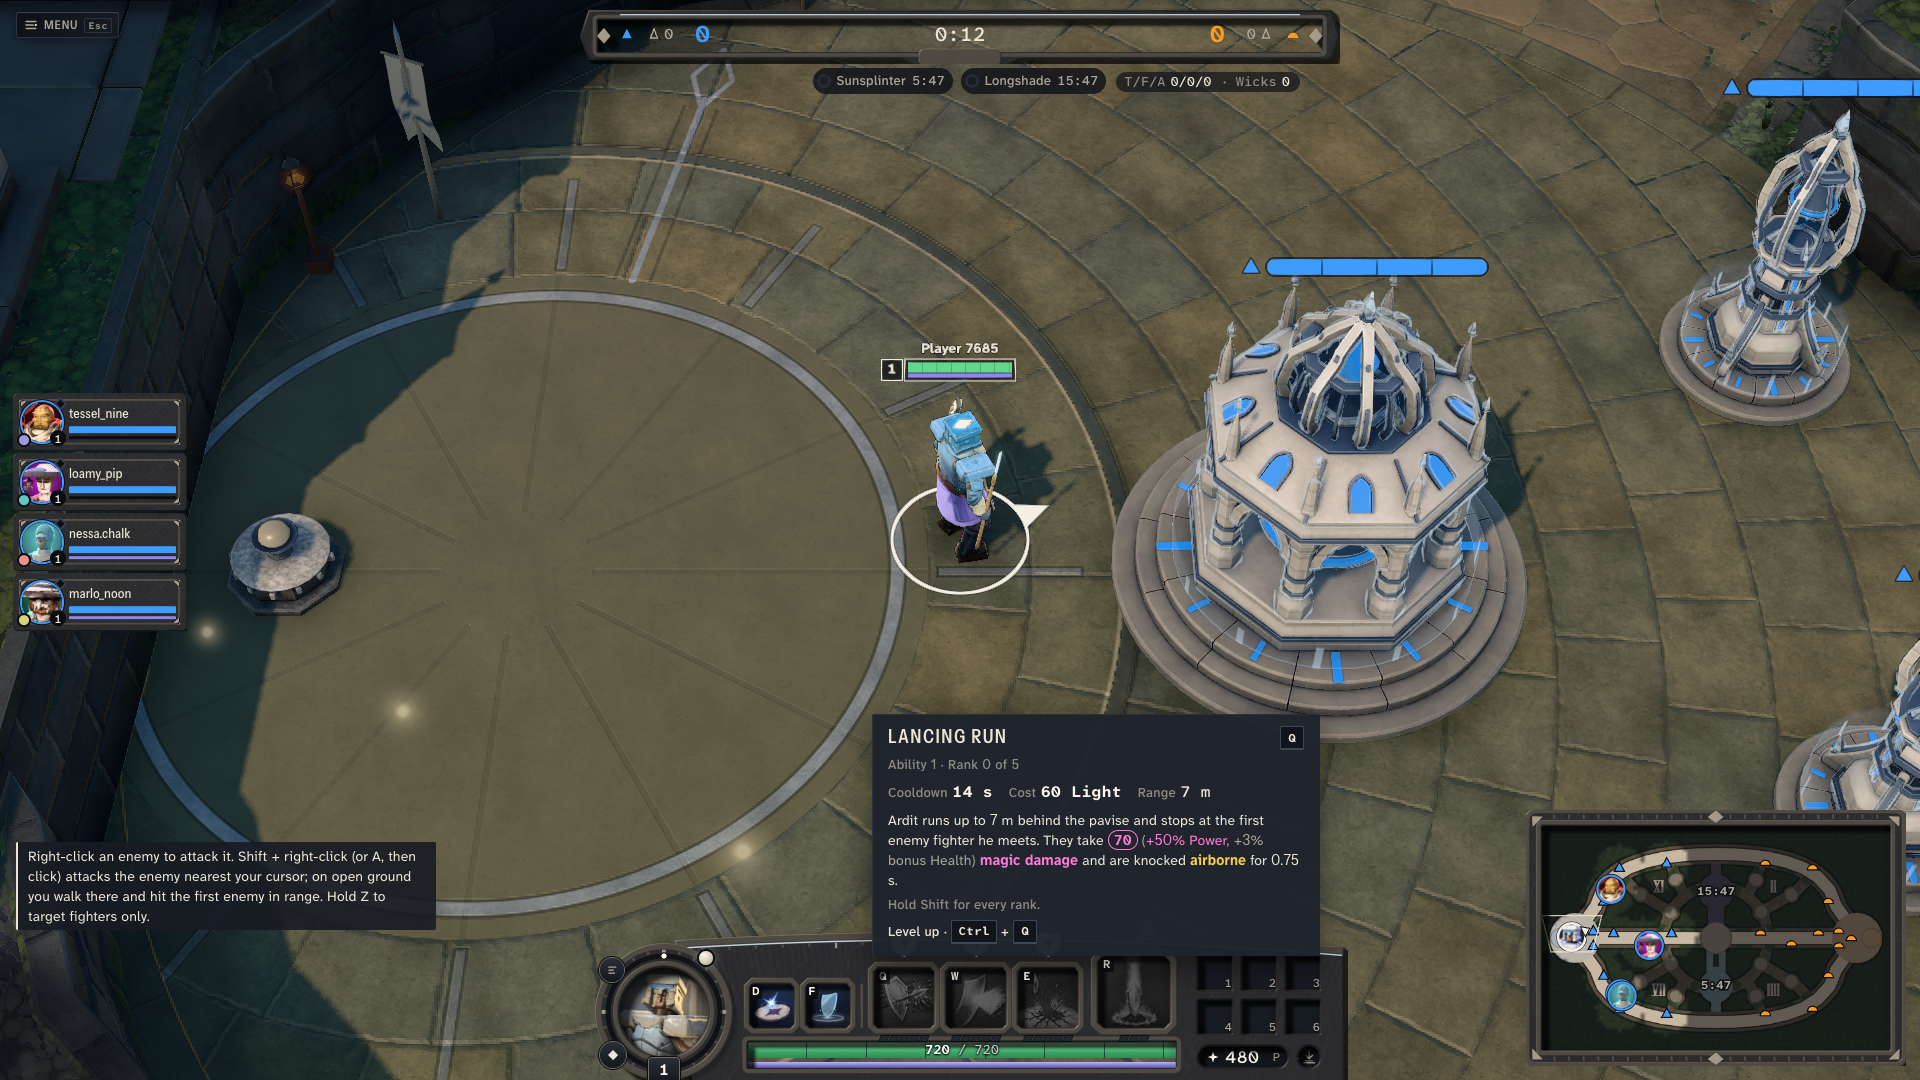 MENU Esc
0 0 0:12 0 0
Sunsplinter 5:47 Longshade 15:47 T/F/A 0/0/0 · Wicks 0
Player 7685
1
tessel_nine
1
loamy_pip
1
nessa.chalk
1
marlo_noon
1
LANCING RUN Q
Ability 1 · Rank 0 of 5
Cooldown 14 s Cost 60 Light Range 7 m
Ardit runs up to 7 m behind the pavise and stops at the first
enemy fighter he meets. They take 70 (+50% Power, +3%
bonus Health) magic damage and are knocked airborne for 0.75
s.
Hold Shift for every rank.
Level up · Ctrl + Q
Right-click an enemy to attack it. Shift + right-click (or A, then
click) attacks the enemy nearest your cursor; on open ground
you walk there and hit the first enemy in range. Hold Z to
target fighters only.
D F Q W E R
1 2 3
4 5 6
720 / 720
480 P
1
XI II
15:47
VII IIII
5:47